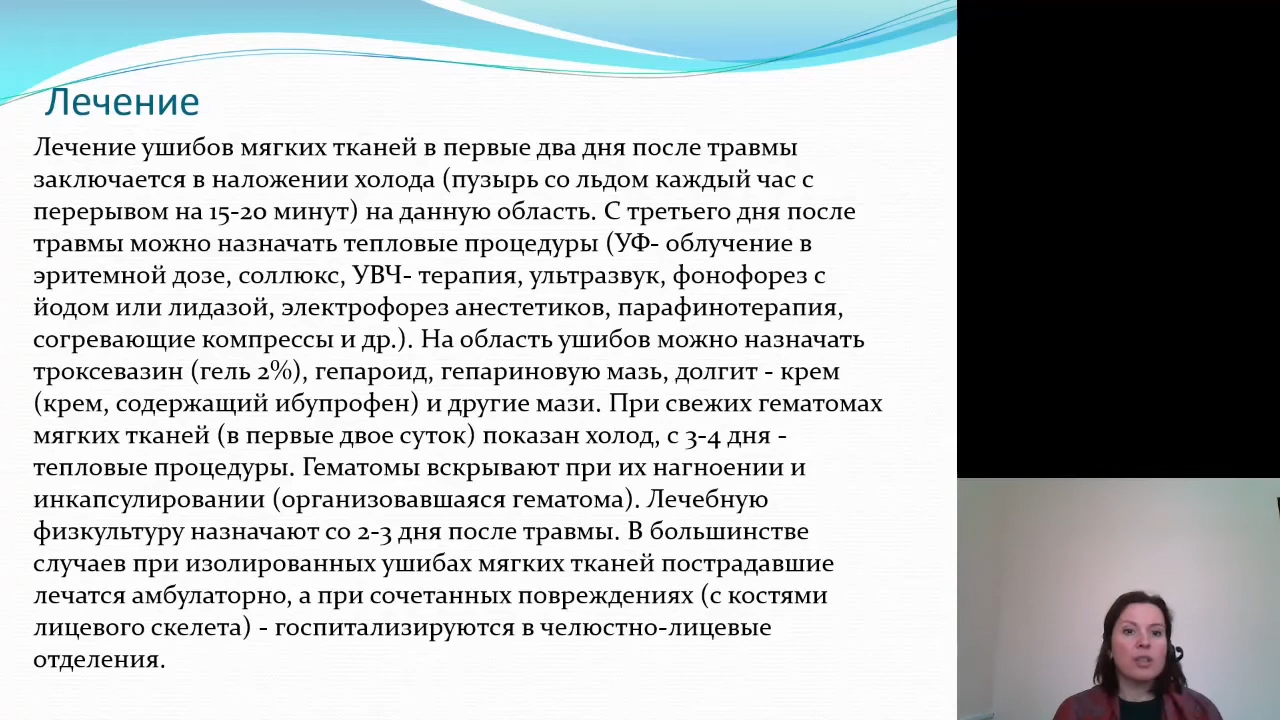 Лечение
Лечение ушибов мягких тканей в первые два дня после травмы
заключается в наложении холода (пузырь со льдом каждый час с
перерывом на 15-20 минут) на данную область. С третьего дня после
травмы можно назначать тепловые процедуры (УФ- облучение в
эритемной дозе, соллюкс, УВЧ- терапия, ультразвук, фонофорез с
йодом или лидазой, электрофорез анестетиков, парафинотерапия,
согревающие компрессы и др.). На область ушибов можно назначать
троксевазин (гель 2%), гепароид, гепариновую мазь, долгит - крем
(крем, содержащий ибупрофен) и другие мази. При свежих гематомах
мягких тканей (в первые двое суток) показан холод, с 3-4 дня -
тепловые процедуры. Гематомы вскрывают при их нагноении и
инкапсулировании (организовавшаяся гематома). Лечебную
физкультуру назначают со 2-3 дня после травмы. В большинстве
случаев при изолированных ушибах мягких тканей пострадавшие
лечатся амбулаторно, а при сочетанных повреждениях (с костями
лицевого скелета) - госпитализируются в челюстно-лицевые
отделения.